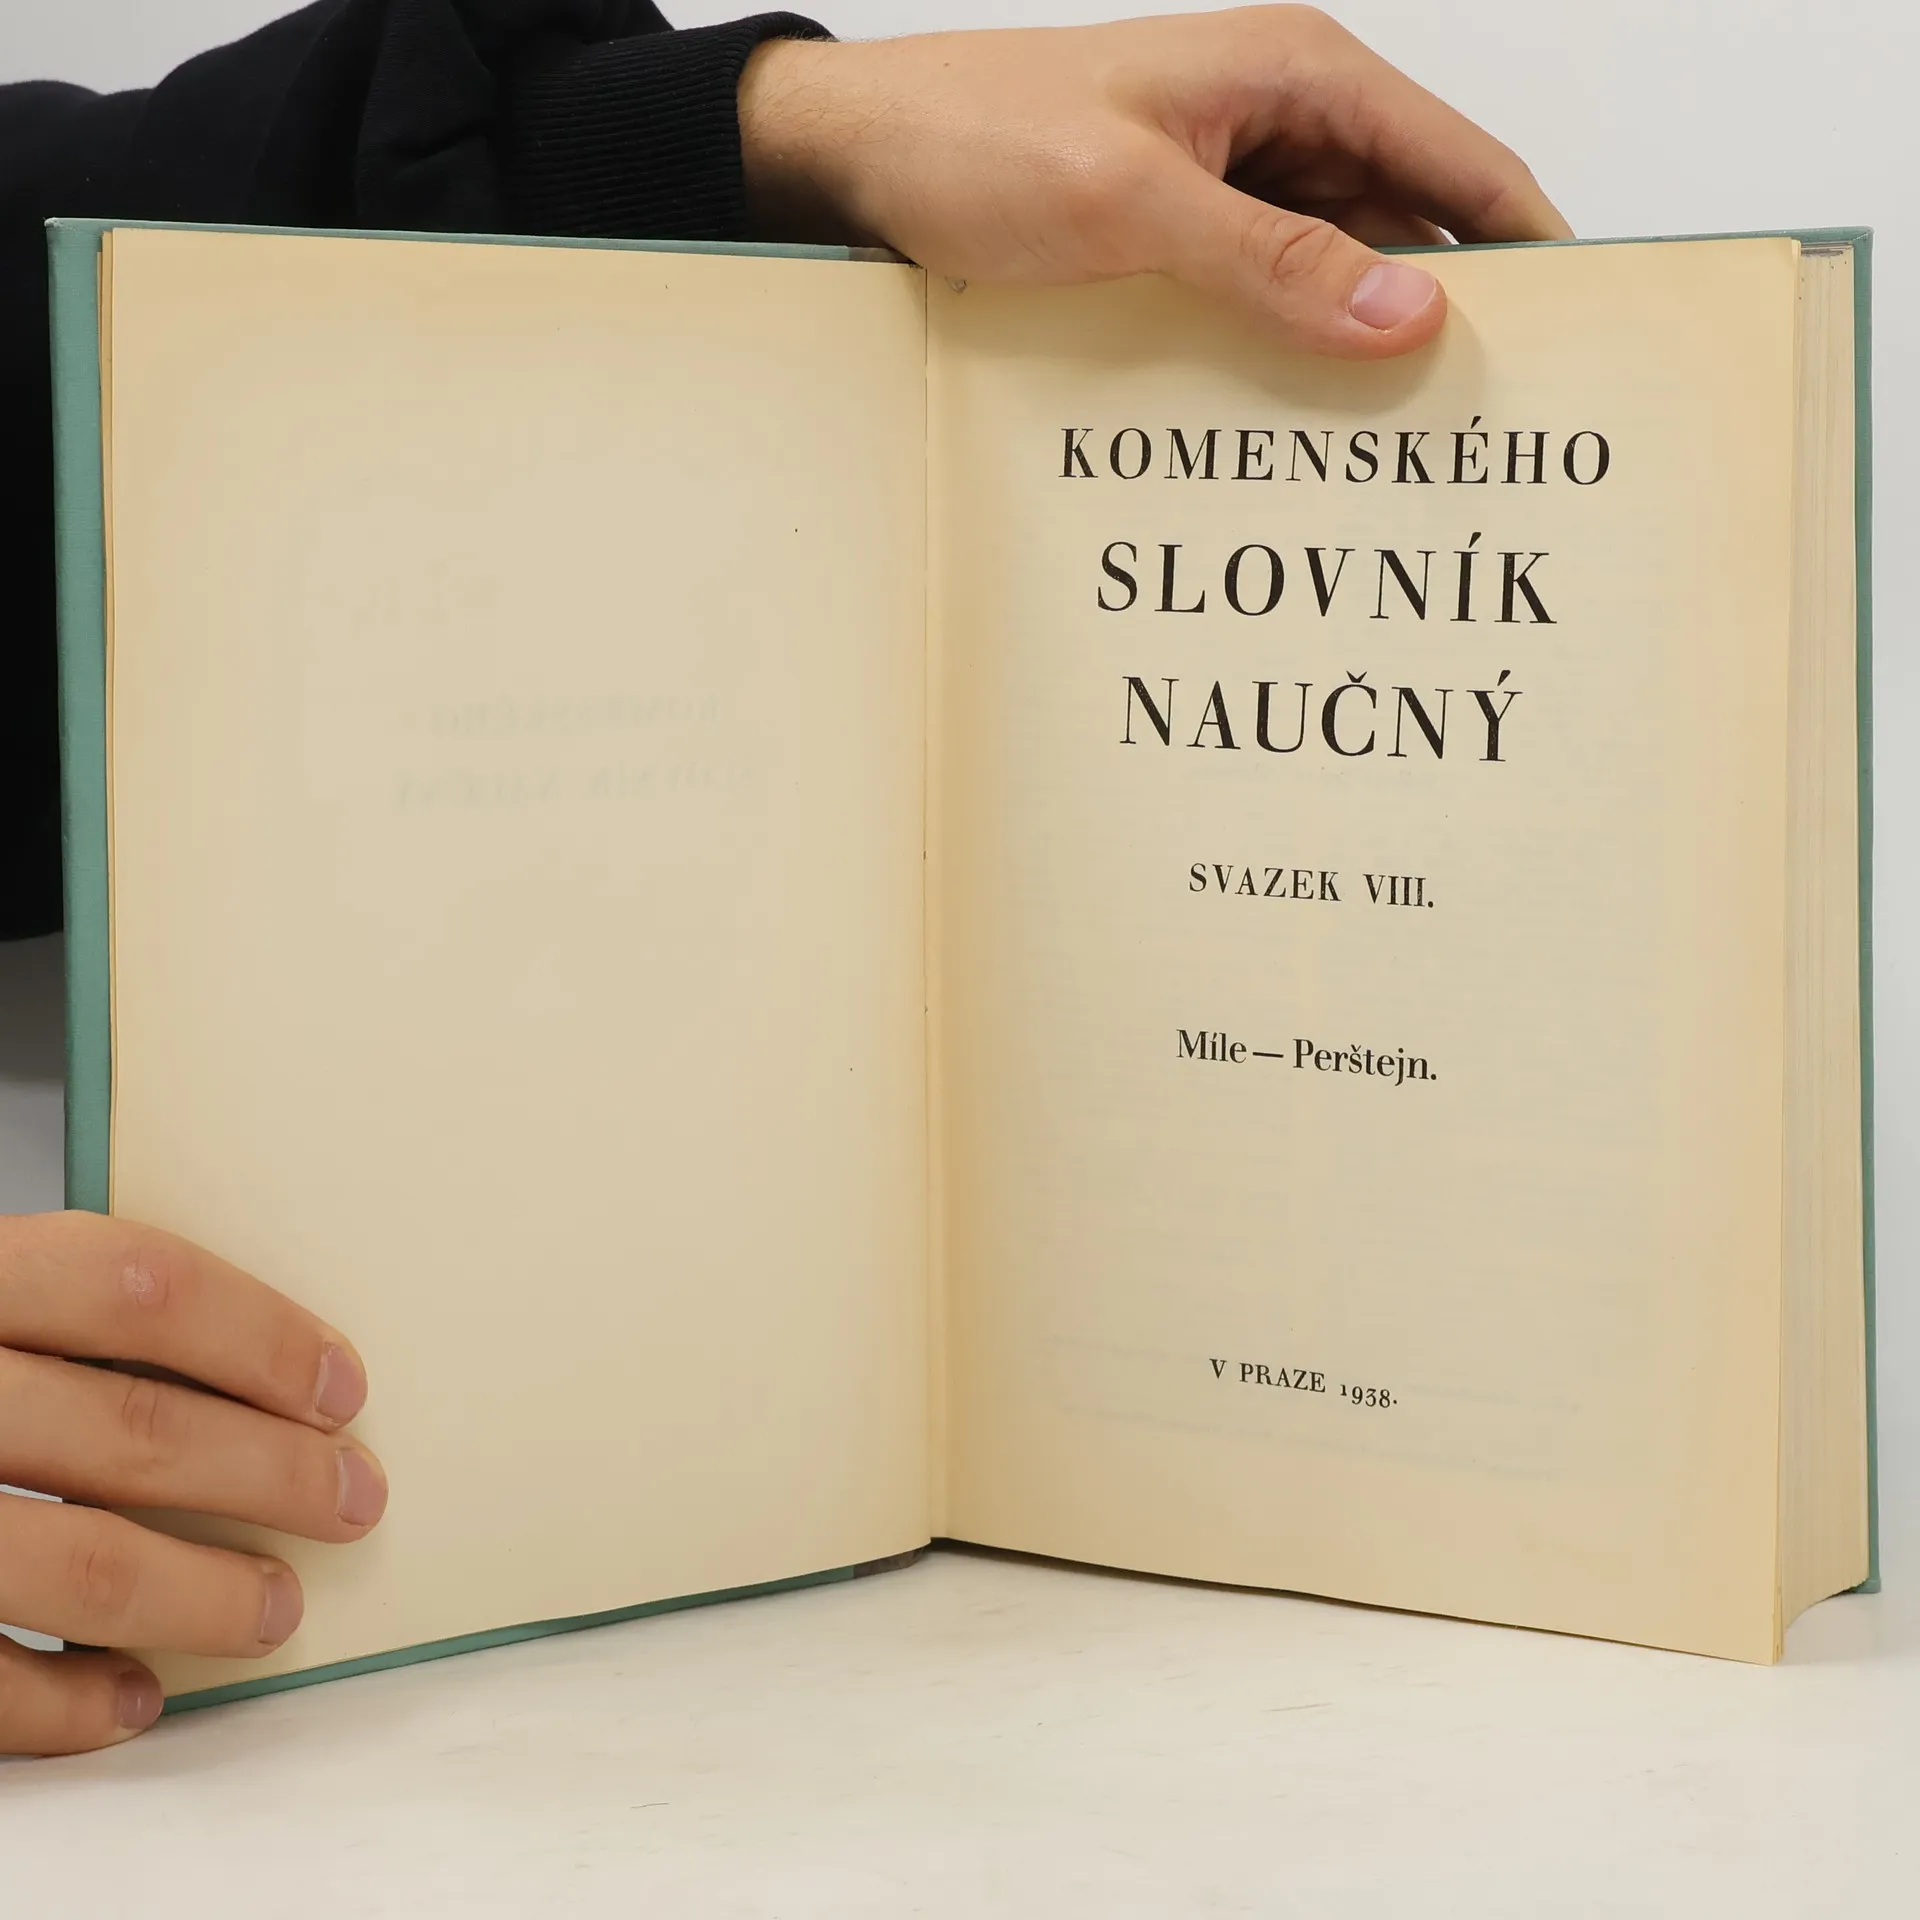 KOMENSKÉHO
SLOVNÍK
NAUČNÝ
SVAZEK VIII.
Míle — Perštejn.
V PRAZE 1938.